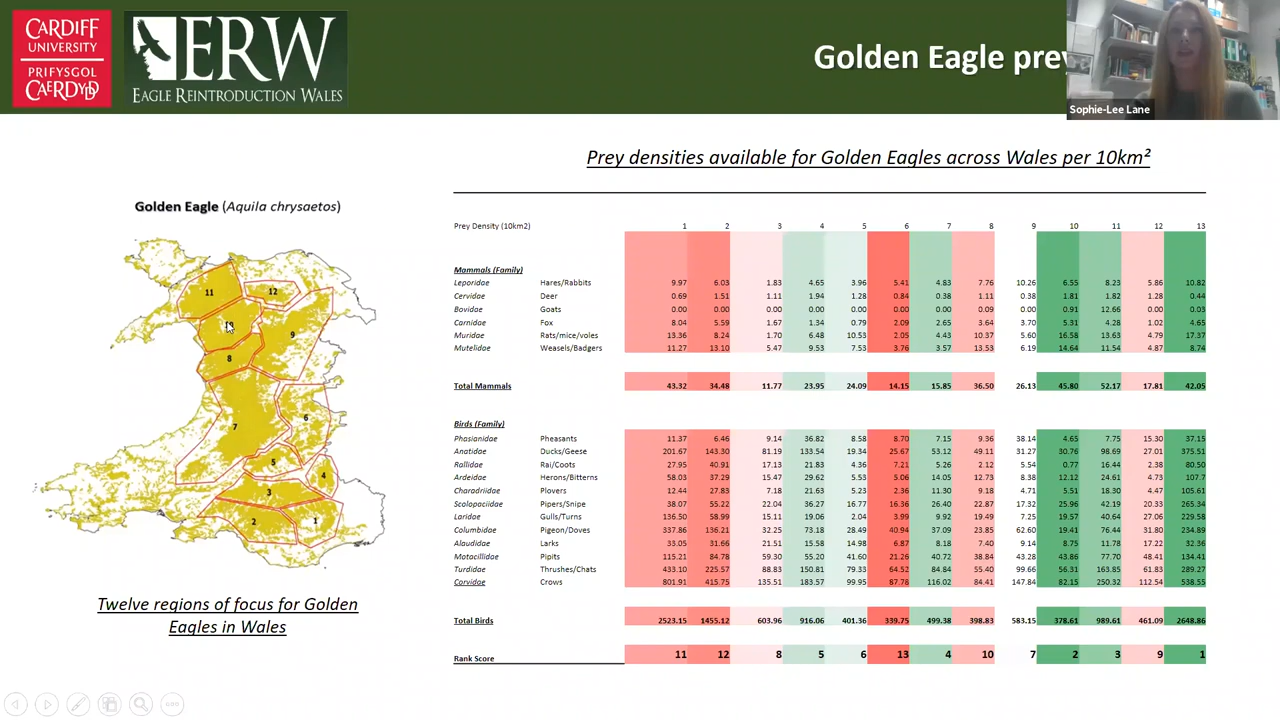 CARDIFF
UNIVERSITY
PRIFYSGOL
CAERDYDD
ERW
EAGLE REINTRODUCTION WALES
Golden Eagle prey
Sophie-Lee Lane
Prey densities available for Golden Eagles across Wales per 10km²
Golden Eagle (Aquila chrysaetos)
11
12
10
9
8
7
6
5
4
3
2
1
Twelve regions of focus for Golden
Eagles in Wales
Prey Density (10km2) 1 2 3 4 5 6 7 8 9 10 11 12 13
Mammals (Family)
Leporidae Hares/Rabbits 9.97 6.03 1.83 4.65 3.96 5.41 4.83 7.76 10.26 6.55 8.23 5.86 10.82
Cervidae Deer 0.69 1.51 1.11 1.94 1.28 0.84 0.38 1.11 0.38 1.81 1.82 1.28 0.44
Bovidae Goats 0.00 0.00 0.00 0.00 0.00 0.00 0.00 0.09 0.00 0.91 12.66 0.00 0.03
Carnidae Fox 8.04 5.59 1.67 1.34 0.79 2.09 2.65 3.64 3.70 5.31 4.28 1.02 4.65
Muridae Rats/mice/voles 13.36 8.24 1.70 6.48 10.53 2.05 4.43 10.37 5.60 16.58 13.63 4.79 17.37
Mutelidae Weasels/Badgers 11.27 13.10 5.47 9.53 7.53 3.76 3.57 13.53 6.19 14.64 11.54 4.87 8.74
Total Mammals 43.32 34.48 11.77 23.95 24.09 14.15 15.85 36.50 26.13 45.80 52.17 17.81 42.05
Birds (Family)
Phasianidae Pheasants 11.37 6.46 9.14 36.82 8.58 8.70 7.15 9.36 38.14 4.65 7.75 15.30 37.15
Anatidae Ducks/Geese 201.67 143.30 81.19 133.54 19.34 25.67 53.12 49.11 31.27 30.76 98.69 27.01 375.51
Rallidae Rai/Coots 27.95 40.91 17.13 21.83 4.36 7.21 5.26 2.12 5.54 0.77 16.44 2.38 80.50
Ardeidae Herons/Bitterns 58.03 37.29 15.47 29.62 5.53 5.06 14.05 12.73 8.38 12.12 24.61 4.73 107.7
Charadriidae Plovers 12.44 27.83 7.18 21.63 5.23 2.36 11.30 9.18 4.71 5.51 18.30 4.47 105.61
Scolopaciidae Pipers/Snipe 38.07 55.22 22.04 36.27 16.77 16.36 26.40 22.87 17.32 25.96 42.19 20.33 265.34
Laridae Gulls/Turns 136.50 58.99 15.11 19.06 2.04 3.99 9.92 19.49 7.25 19.57 40.64 27.06 229.58
Columbidae Pigeon/Doves 337.86 136.21 32.25 73.18 28.49 40.94 37.09 23.85 62.60 19.41 76.44 31.80 234.89
Alaudidae Larks 33.05 31.66 21.51 15.58 14.98 6.87 8.18 7.40 9.14 8.75 11.78 17.22 32.36
Motacillidae Pipits 115.21 84.78 59.30 55.20 41.60 21.26 40.72 38.84 43.28 43.86 77.70 48.41 134.41
Turdidae Thrushes/Chats 433.10 225.57 88.83 150.81 79.33 64.52 84.84 55.40 99.66 56.31 163.85 61.83 289.27
Corvidae Crows 801.91 415.75 135.51 183.57 99.95 87.76 116.02 84.41 147.84 82.15 250.32 112.54 538.55
Total Birds 2523.15 1455.12 603.96 916.06 401.36 339.75 499.38 398.83 583.15 378.61 989.61 461.09 2648.86
Rank Score 11 12 8 5 6 13 4 10 7 2 3 9 1